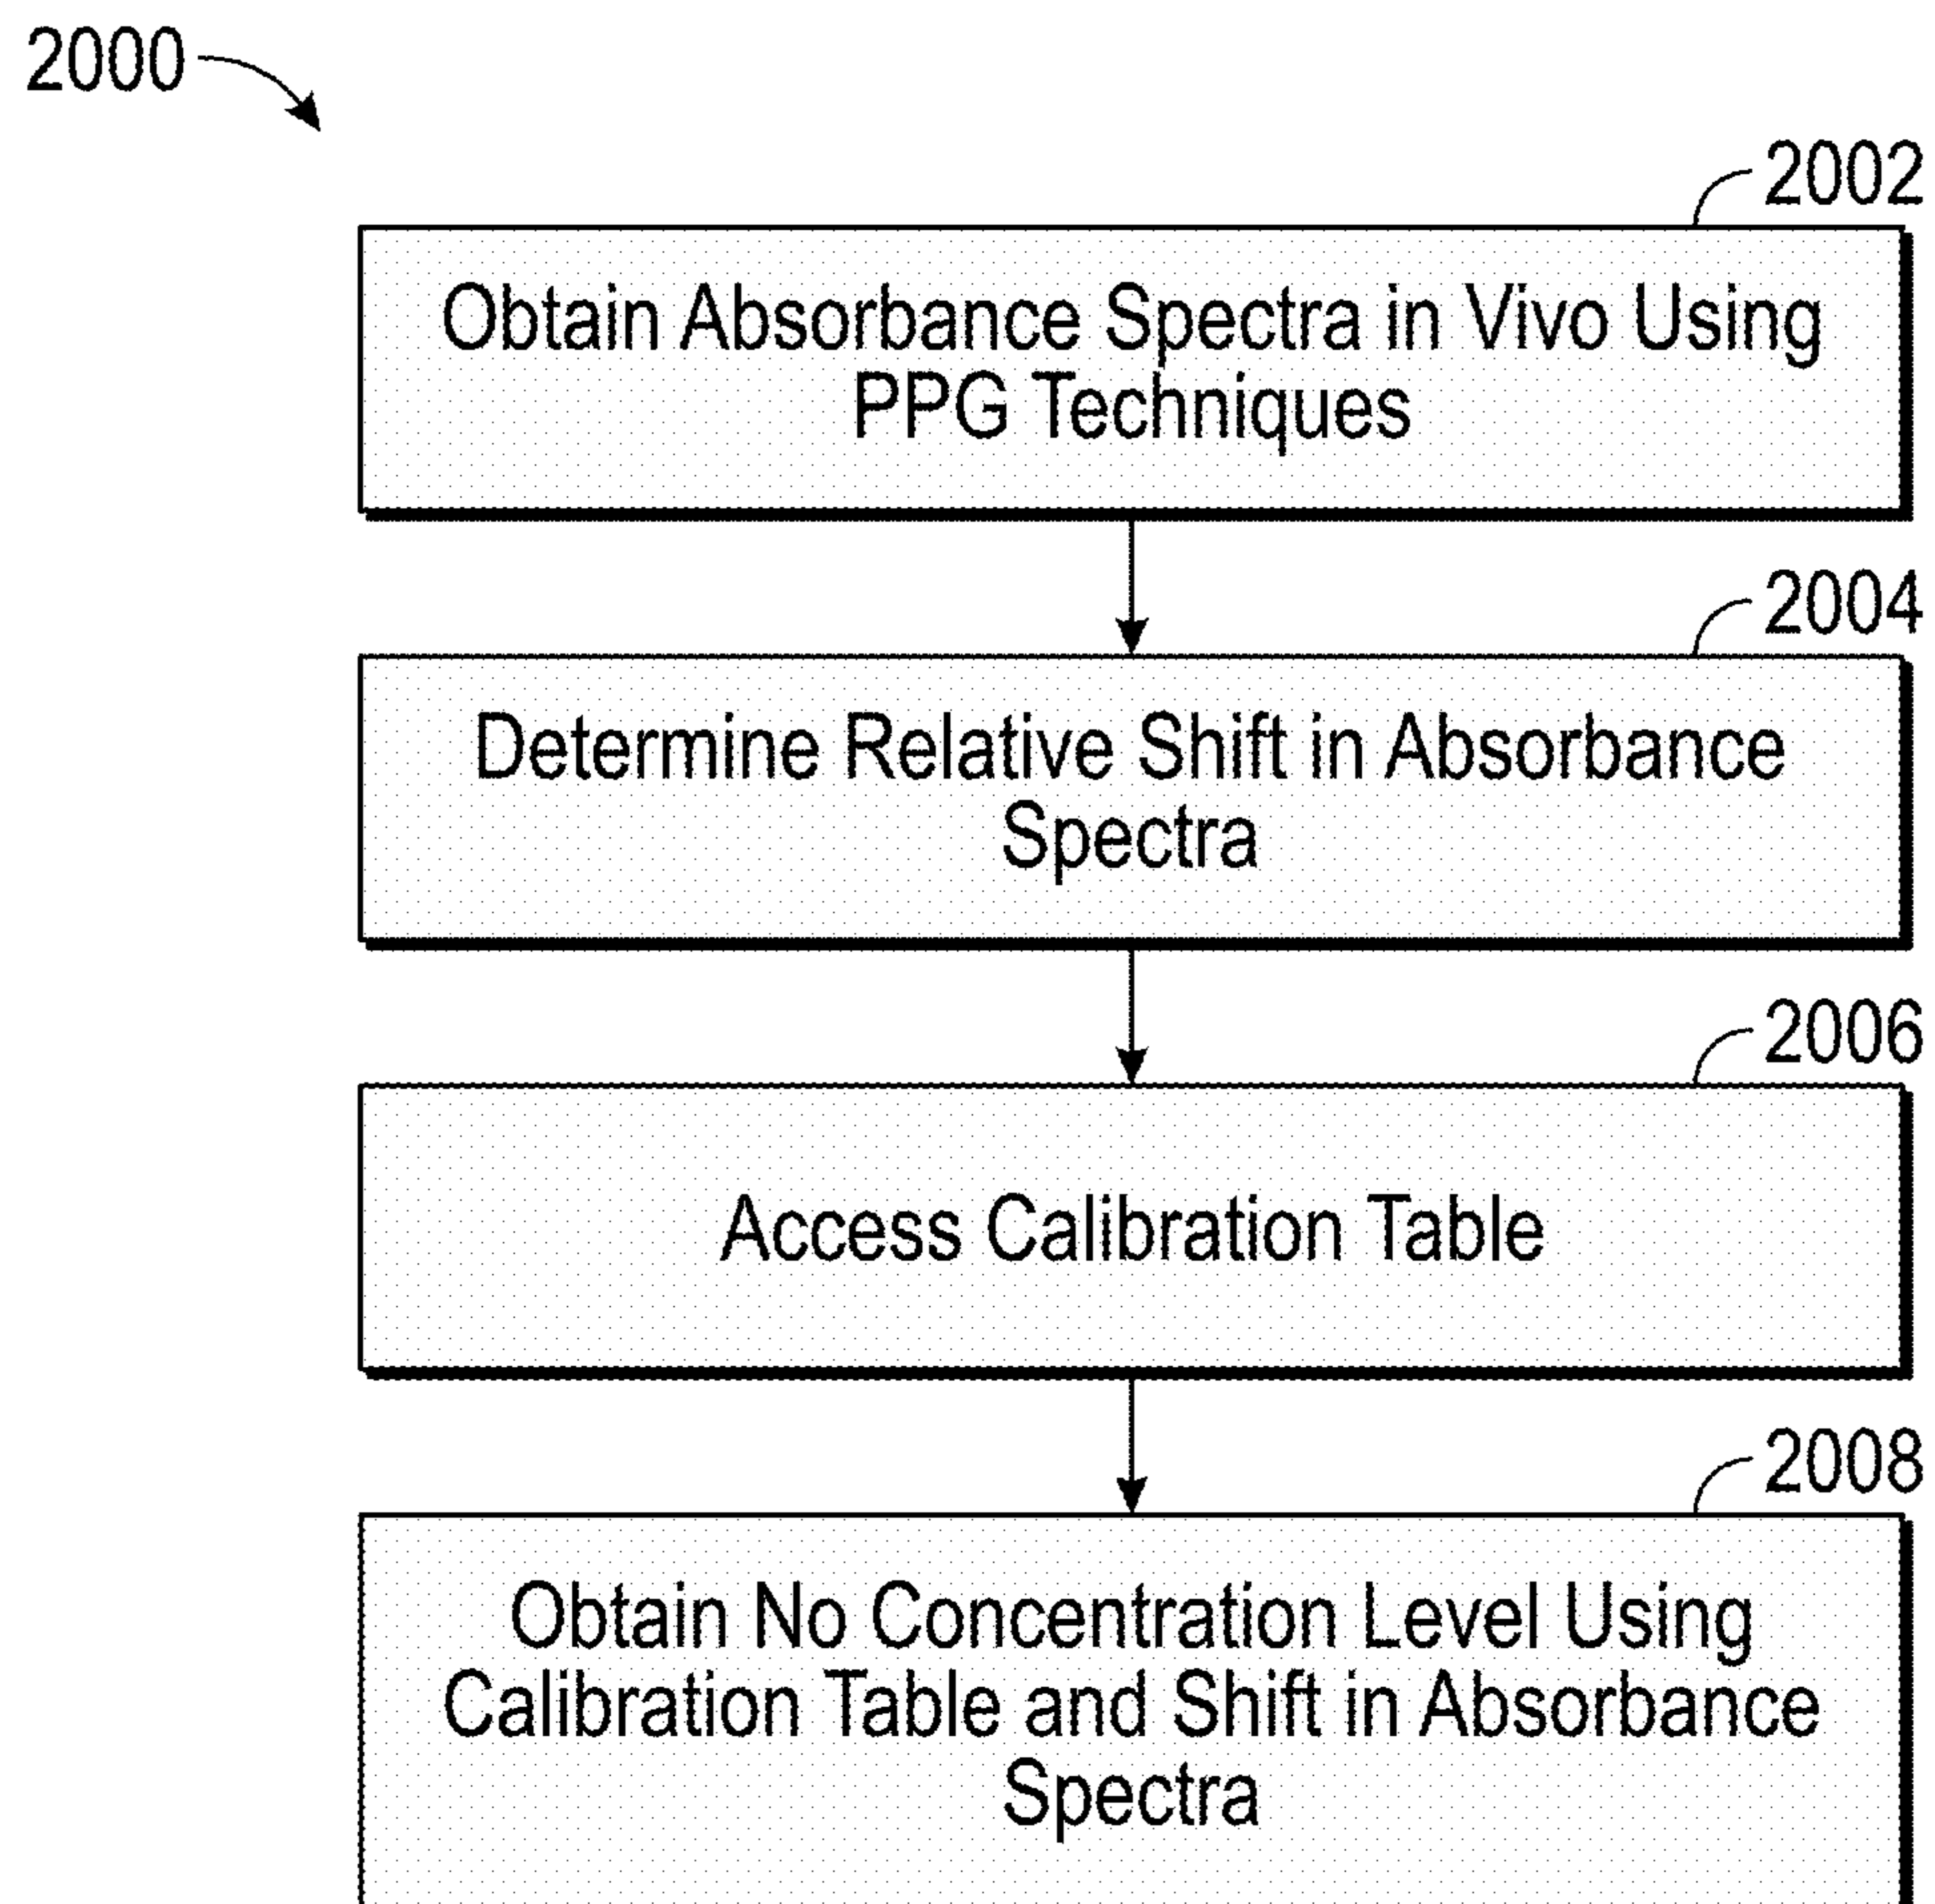 2000
2002
Obtain Absorbance Spectra in Vivo Using
PPG Techniques
2004
Determine Relative Shift in Absorbance
Spectra
2006
Access Calibration Table
2008
Obtain No Concentration Level Using
Calibration Table and Shift in Absorbance
Spectra